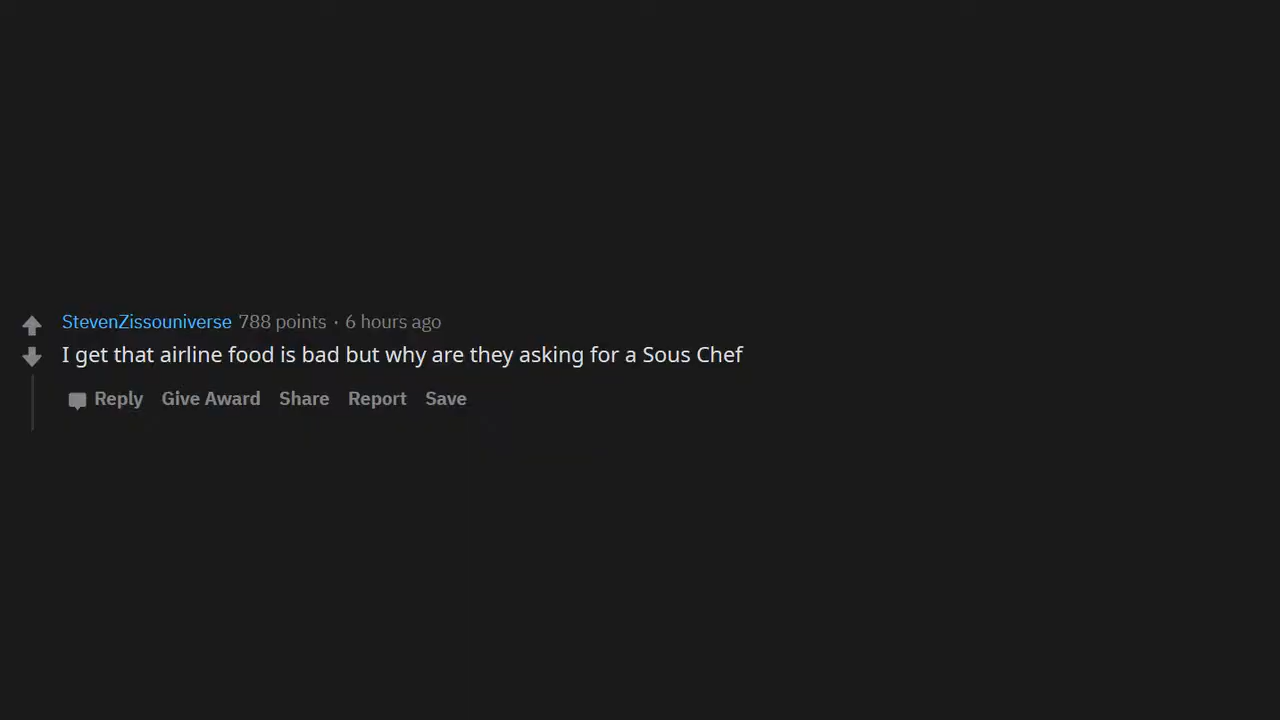 StevenZissouniverse 788 points · 6 hours ago
I get that airline food is bad but why are they asking for a Sous Chef
Reply Give Award Share Report Save